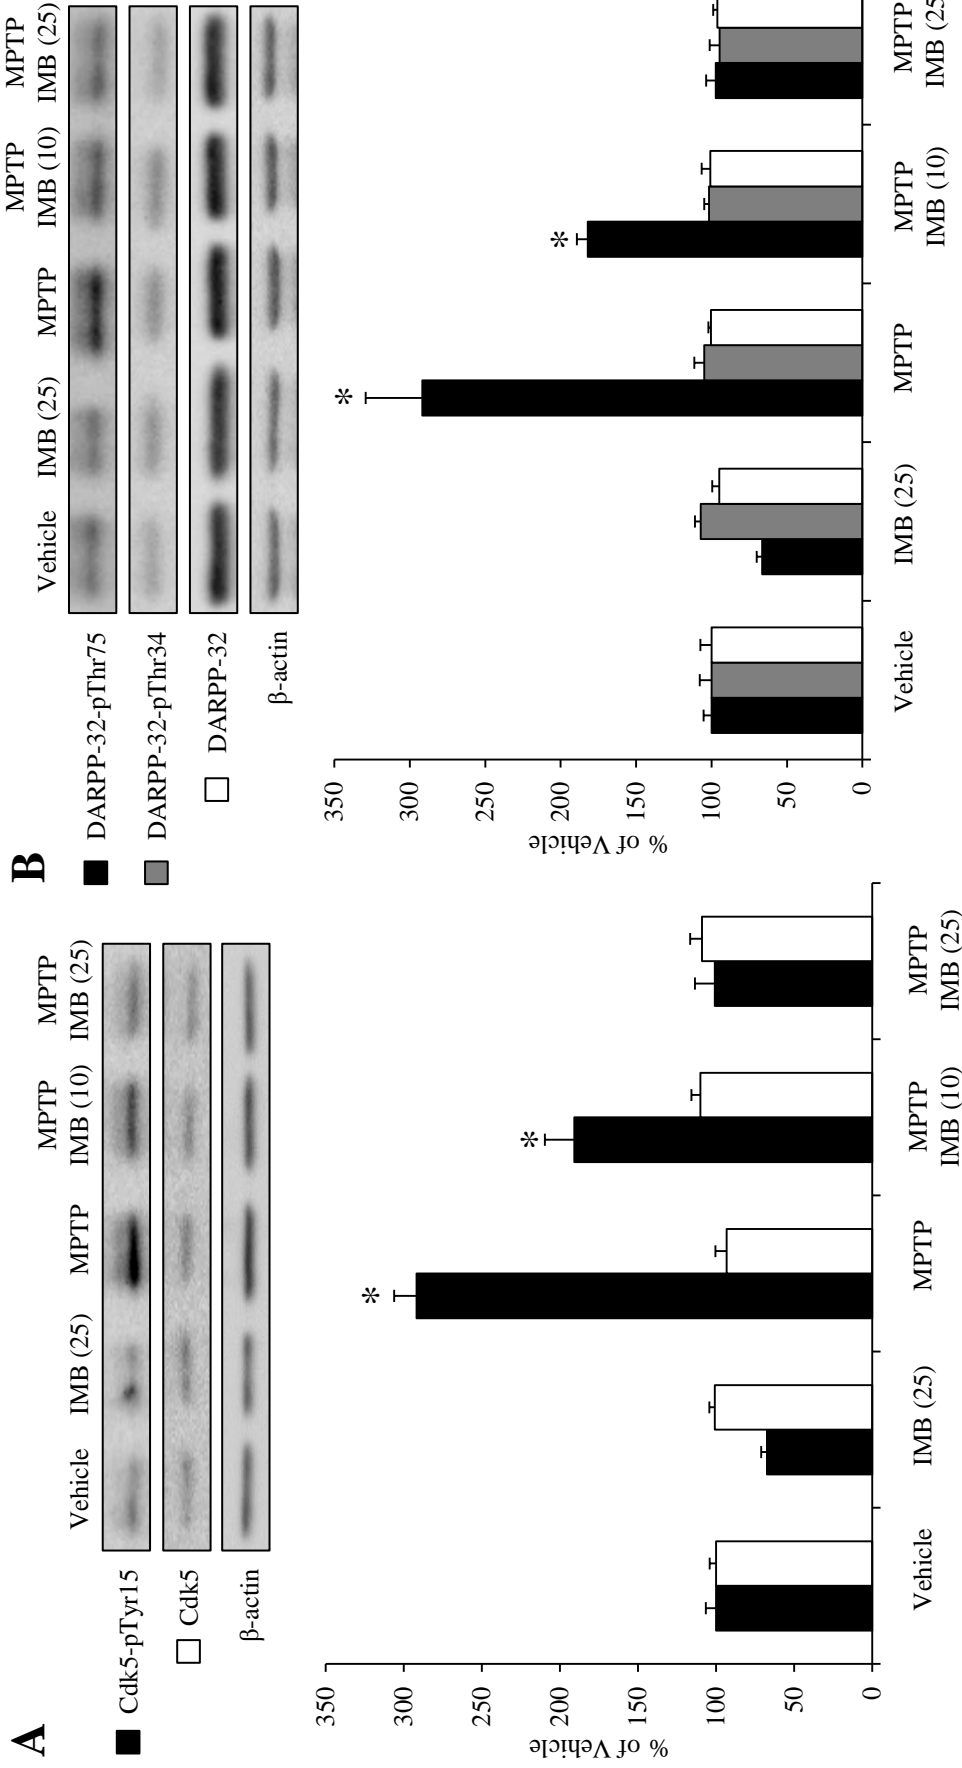 A
Vehicle IMB (25) MPTP MPTP IMB (10) MPTP IMB (25)
Cdk5-pTyr15
Cdk5
β-actin
% of Vehicle
350
300
250
200
150
100
50
0
Vehicle IMB (25) MPTP MPTP IMB (10) MPTP IMB (25)
* *
B
Vehicle IMB (25) MPTP MPTP IMB (10) MPTP IMB (25)
DARPP-32-pThr75
DARPP-32-pThr34
DARPP-32
β-actin
% of Vehicle
350
300
250
200
150
100
50
0
Vehicle IMB (25) MPTP MPTP IMB (10) MPTP IMB (25
* *